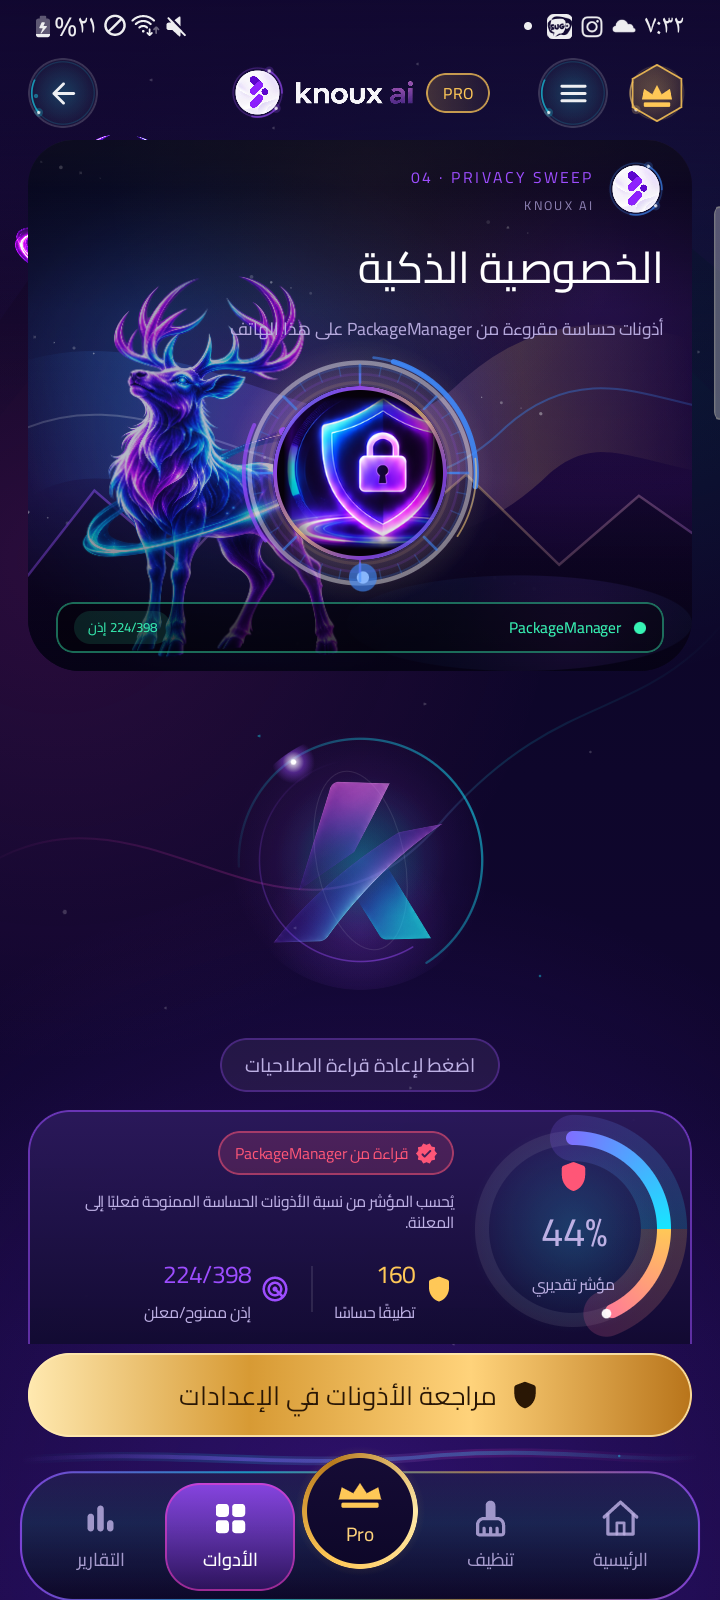 %٢١ ٧:٣٢
knoux ai PRO
04 · PRIVACY SWEEP
KNOUX AI
الخصوصية الذكية
أذونات حساسة مقروءة من PackageManager على هذا الهاتف
PackageManager
224/398 إذن
اضغط لإعادة قراءة الصلاحيات
قراءة من PackageManager
يُحسب المؤشر من نسبة الأذونات الحساسة الممنوحة فعليًا إلى
المعلنة.
44%
مؤشر تقديري
160
تطبيقًا حساسًا
224/398
إذن ممنوح/معلن
مراجعة الأذونات في الإعدادات
الرئيسية
تنظيف
Pro
الأدوات
التقارير